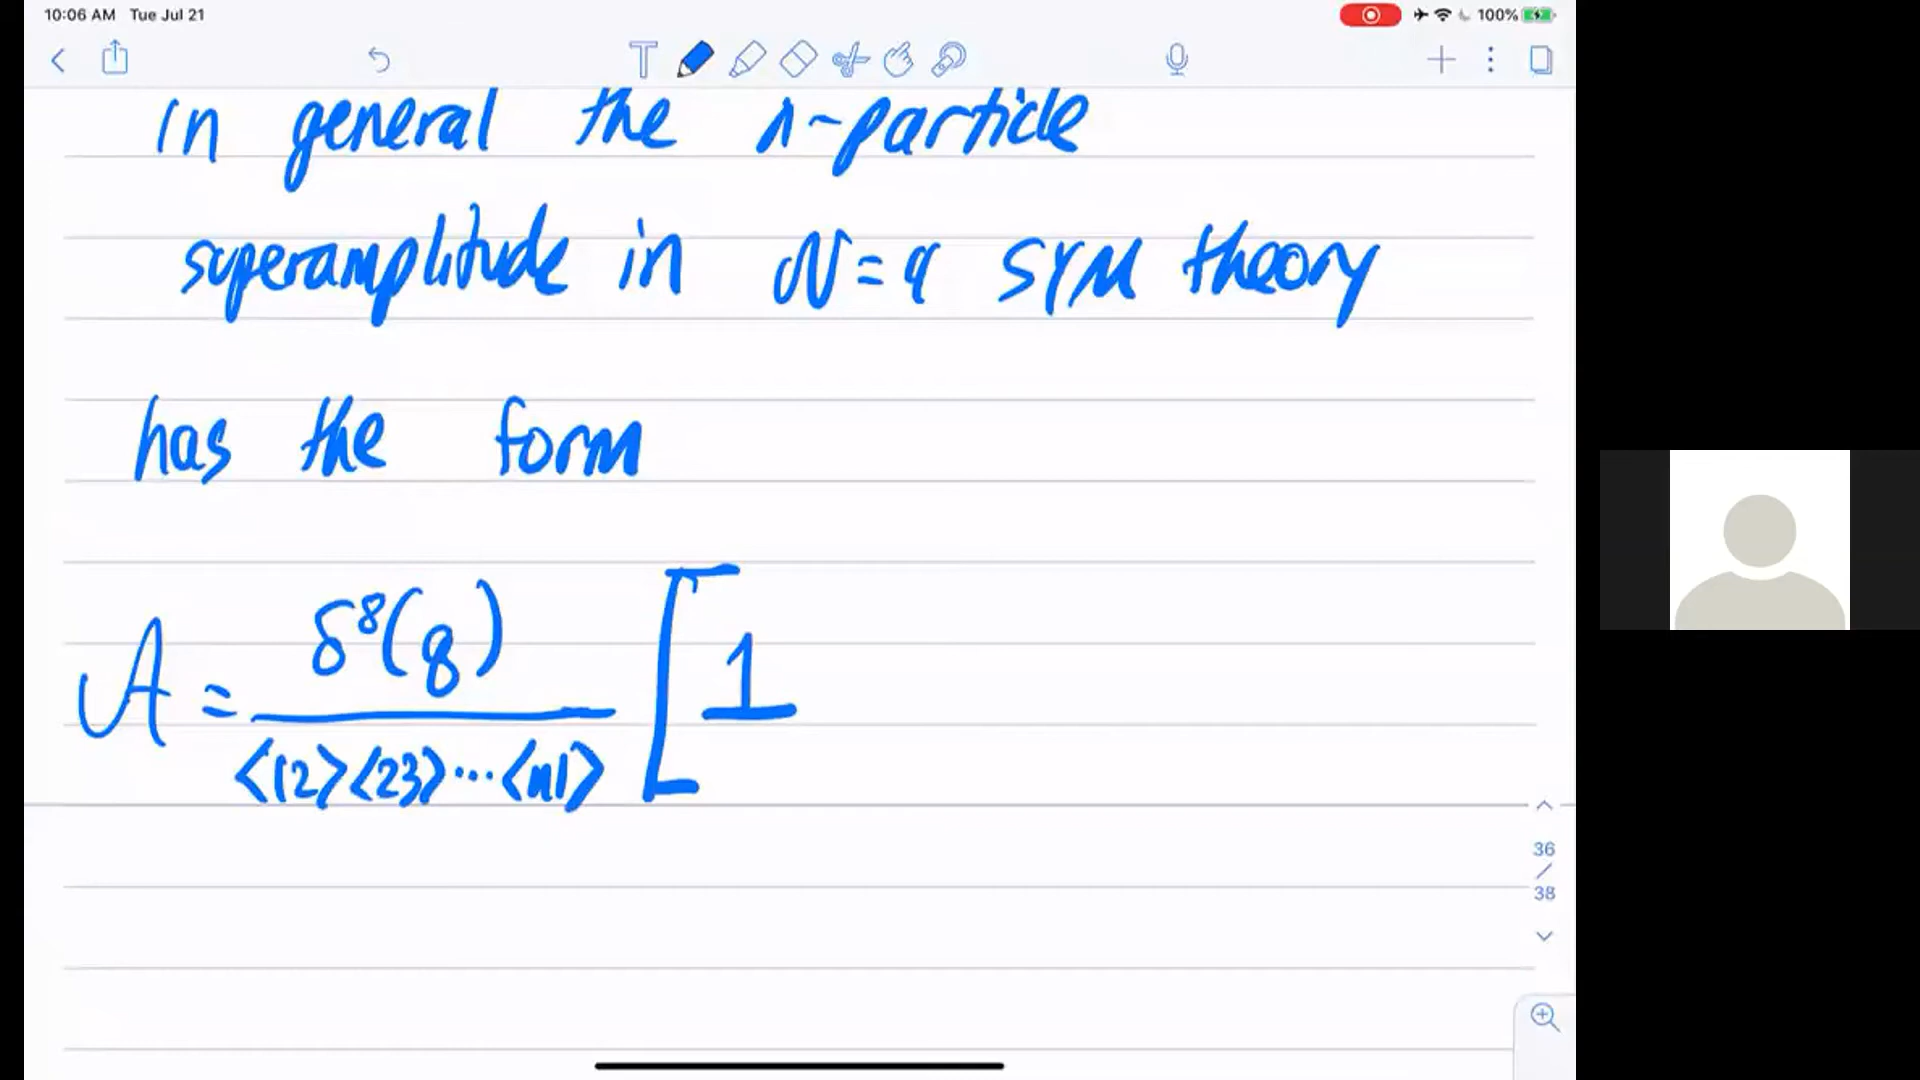 10:06 AM Tue Jul 21
100%
in general the n-particle
superamplitude in N=4 SYM theory
has the form
A = δ⁸(q) / <12><23>...<n1> [ 1
36
/
38